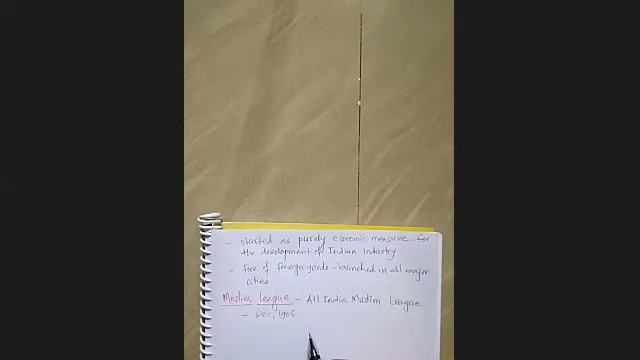 - started as purely economic measure for
the development of Indian Industry
- fire of foreign goods - launched in all major
cities
Muslim league - All India Muslim League
- Dec, 1906